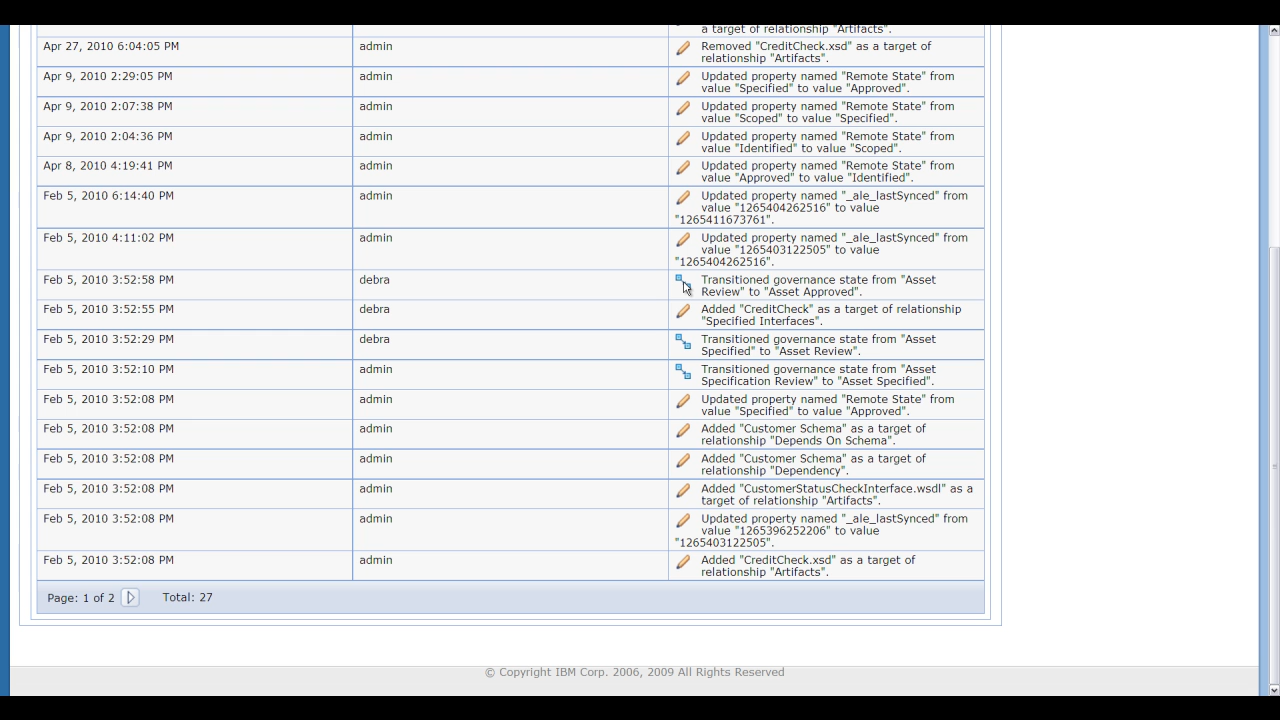 a target of relationship "Artifacts".
Apr 27, 2010 6:04:05 PM admin Removed "CreditCheck.xsd" as a target of
relationship "Artifacts".
Apr 9, 2010 2:29:05 PM admin Updated property named "Remote State" from
value "Specified" to value "Approved".
Apr 9, 2010 2:07:38 PM admin Updated property named "Remote State" from
value "Scoped" to value "Specified".
Apr 9, 2010 2:04:36 PM admin Updated property named "Remote State" from
value "Identified" to value "Scoped".
Apr 8, 2010 4:19:41 PM admin Updated property named "Remote State" from
value "Approved" to value "Identified".
Feb 5, 2010 6:14:40 PM admin Updated property named "_ale_lastSynced" from
value "1265404262516" to value
"1265411673761".
Feb 5, 2010 4:11:02 PM admin Updated property named "_ale_lastSynced" from
value "1265403122505" to value
"1265404262516".
Feb 5, 2010 3:52:58 PM debra Transitioned governance state from "Asset
Review" to "Asset Approved".
Feb 5, 2010 3:52:55 PM debra Added "CreditCheck" as a target of relationship
"Specified Interfaces".
Feb 5, 2010 3:52:29 PM debra Transitioned governance state from "Asset
Specified" to "Asset Review".
Feb 5, 2010 3:52:10 PM admin Transitioned governance state from "Asset
Specification Review" to "Asset Specified".
Feb 5, 2010 3:52:08 PM admin Updated property named "Remote State" from
value "Specified" to value "Approved".
Feb 5, 2010 3:52:08 PM admin Added "Customer Schema" as a target of
relationship "Depends On Schema".
Feb 5, 2010 3:52:08 PM admin Added "Customer Schema" as a target of
relationship "Dependency".
Feb 5, 2010 3:52:08 PM admin Added "CustomerStatusCheckInterface.wsdl" as a
target of relationship "Artifacts".
Feb 5, 2010 3:52:08 PM admin Updated property named "_ale_lastSynced" from
value "1265396252206" to value
"1265403122505".
Feb 5, 2010 3:52:08 PM admin Added "CreditCheck.xsd" as a target of
relationship "Artifacts".
Page: 1 of 2 Total: 27
© Copyright IBM Corp. 2006, 2009 All Rights Reserved